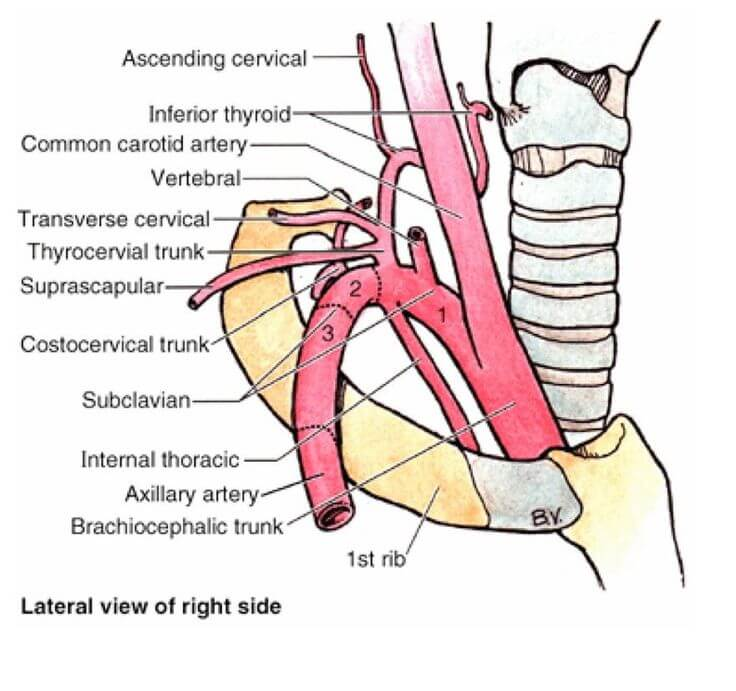 Ascending cervical
Inferior thyroid
Common carotid artery
Vertebral
Transverse cervical
Thyrocervial trunk
Suprascapular
2
1
3
Costocervical trunk
Subclavian
Internal thoracic
Axillary artery
Brachiocephalic trunk
B.V.
1st rib
Lateral view of right side